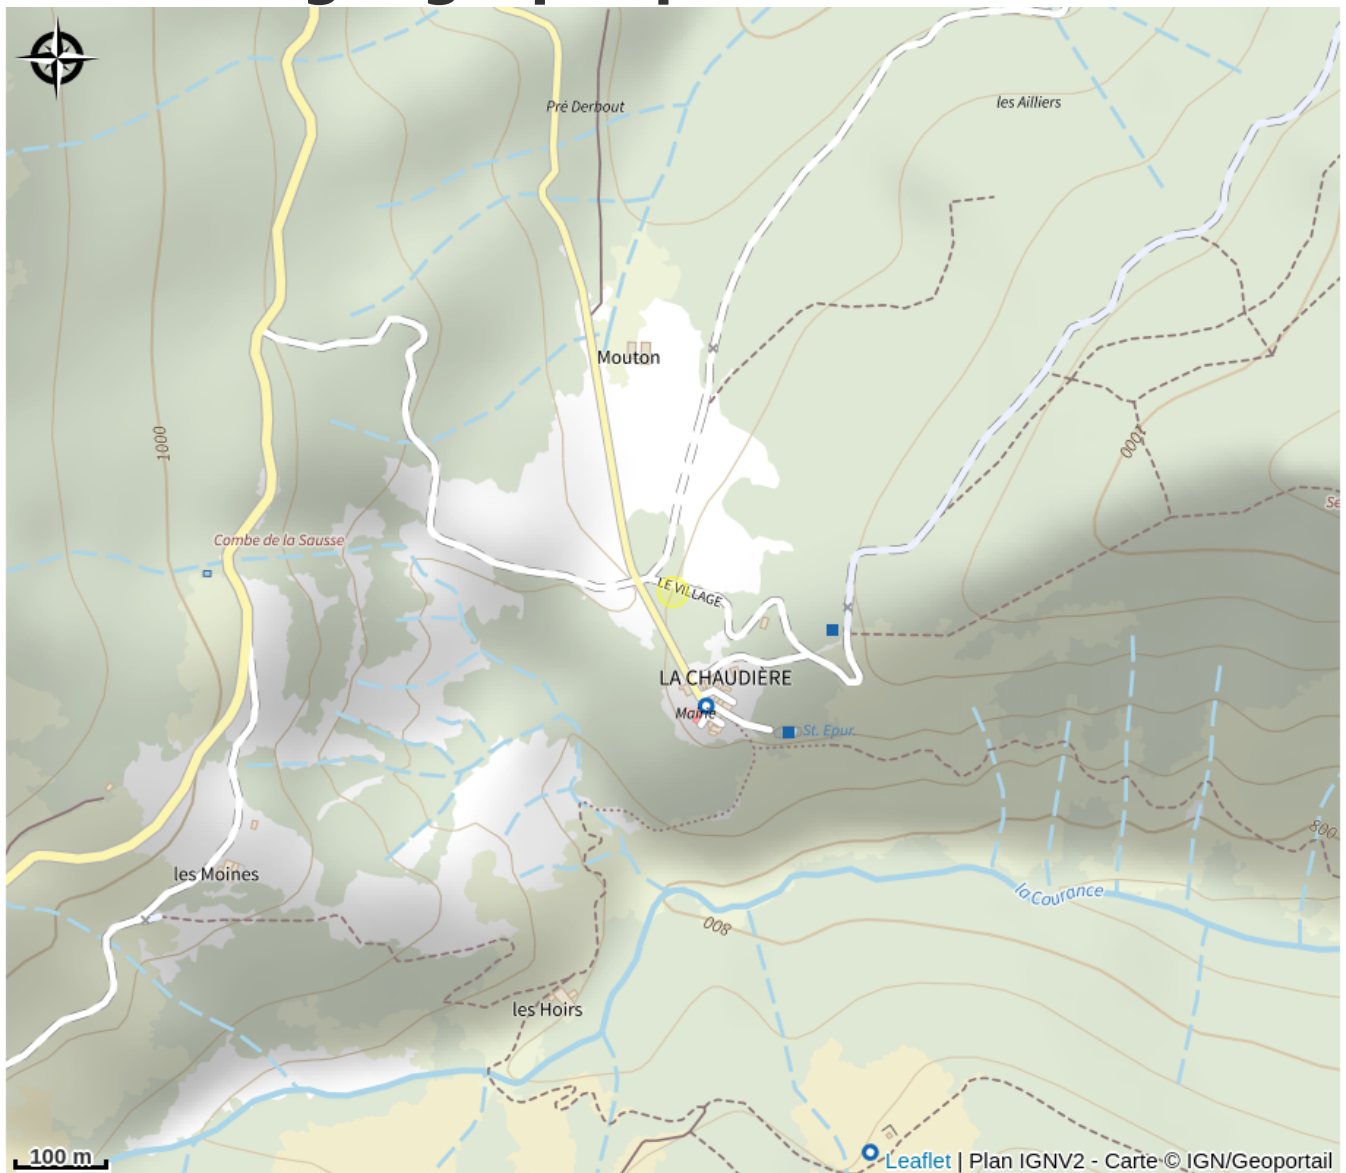 Pré Derbout
les Ailliers
Mouton
1000
1000
Combe de la Sausse
LE VILLAGE
LA CHAUDIÈRE
Mairie
St. Epur.
800
les Moines
la Courance
800
les Hoirs
100 m
Leaflet | Plan IGNV2 - Carte © IGN/Geoportail